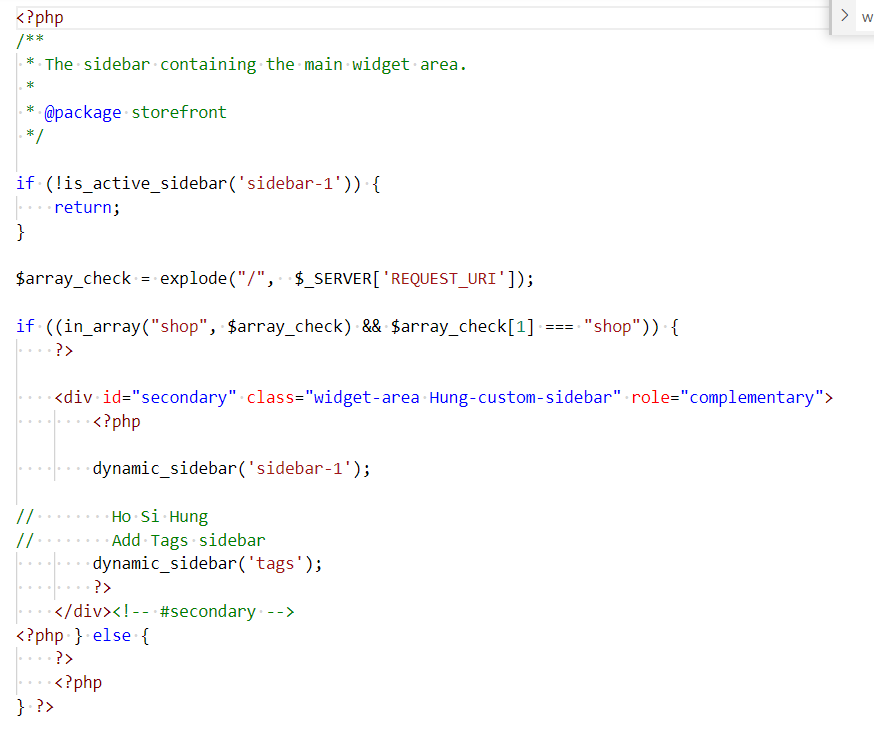 <?php
/**
 * The sidebar containing the main widget area.
 *
 * @package storefront
 */

if (!is_active_sidebar('sidebar-1')) {
    return;
}

$array_check = explode("/",  $_SERVER['REQUEST_URI']);

if ((in_array("shop", $array_check) && $array_check[1] === "shop")) {
    ?>

    <div id="secondary" class="widget-area Hung-custom-sidebar" role="complementary">
        <?php

        dynamic_sidebar('sidebar-1');

//        Ho Si Hung
//        Add Tags sidebar
        dynamic_sidebar('tags');
        ?>
    </div><!-- #secondary -->
<?php } else {
    ?>
    <?php
} ?>